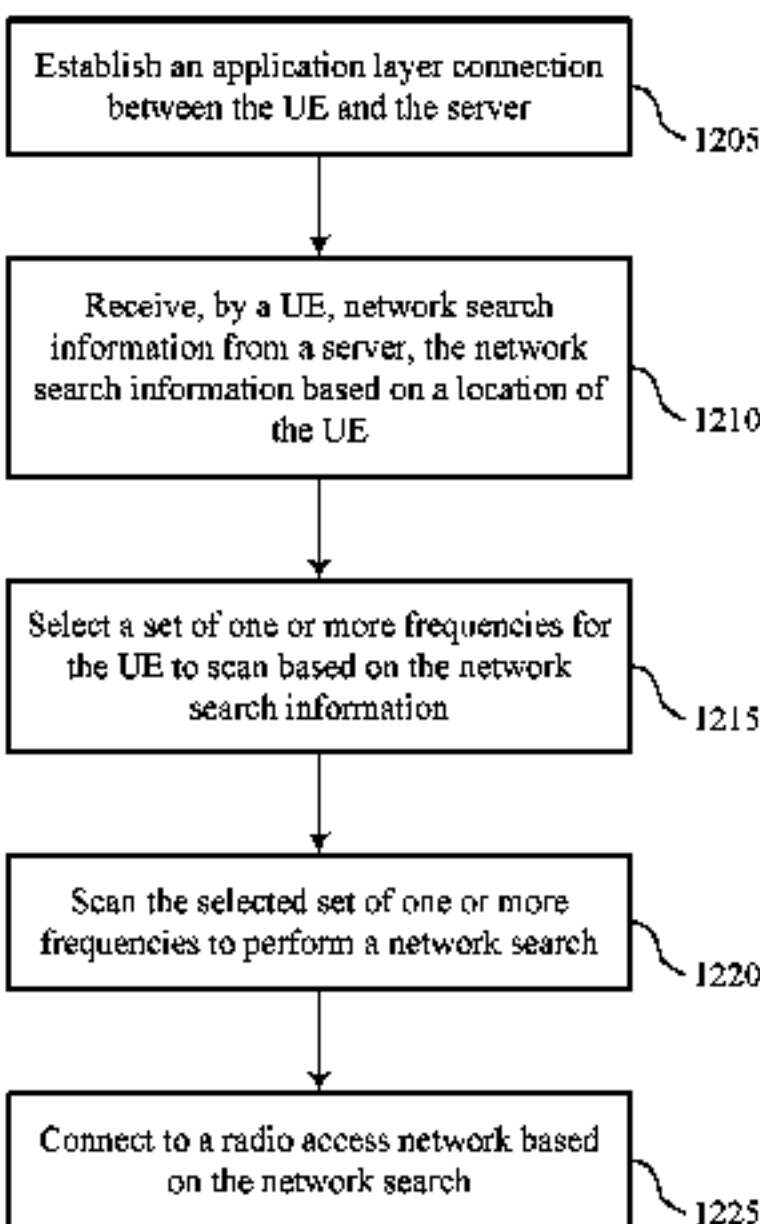 Establish an application layer connection
between the UE and the server
1205
Receive, by a UE, network search
information from a server, the network
search information based on a location of
the UE
1210
Select a set of one or more frequencies for
the UE to scan based on the network
search information
1215
Scan the selected set of one or more
frequencies to perform a network search
1220
Connect to a radio access network based
on the network search
1225